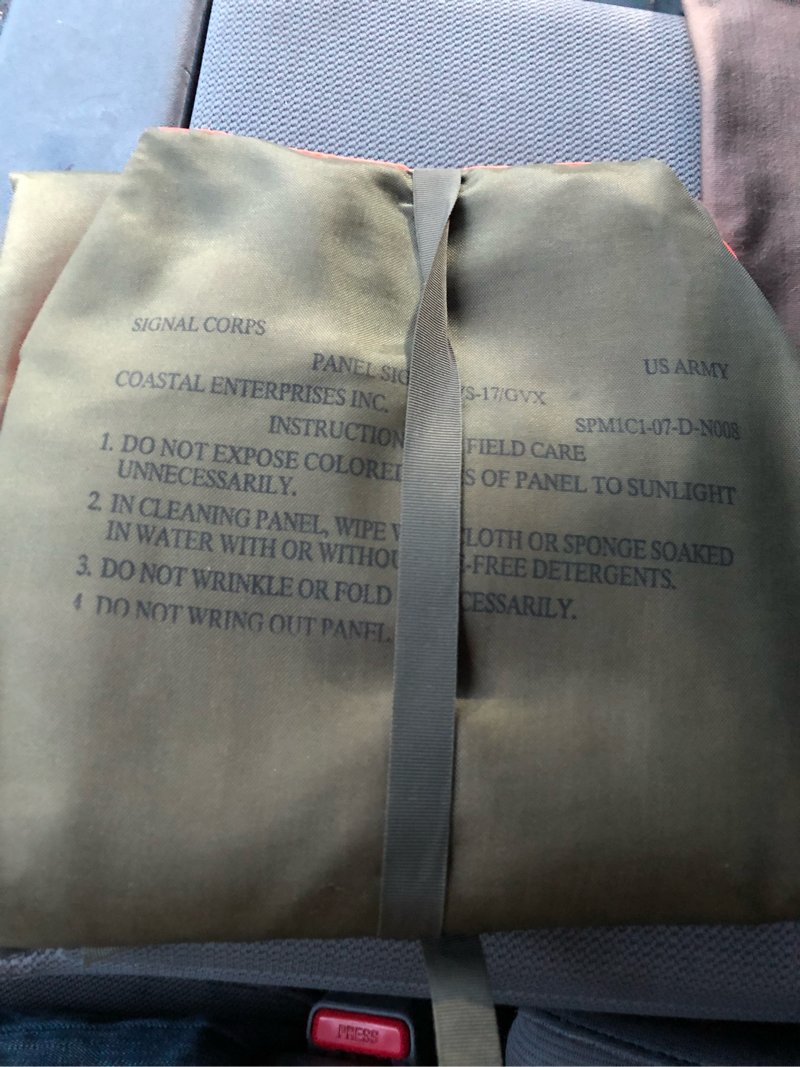 SIGNAL CORPS US ARMY
PANEL SIG /S-17/GVX
COASTAL ENTERPRISES INC. SPM1C1-07-D-N008
INSTRUCTION FIELD CARE
1. DO NOT EXPOSE COLORED S OF PANEL TO SUNLIGHT
UNNECESSARILY.
2. IN CLEANING PANEL, WIPE CLOTH OR SPONGE SOAKED
IN WATER WITH OR WITHOU -FREE DETERGENTS.
3. DO NOT WRINKLE OR FOLD CESSARILY.
4 DO NOT WRING OUT PANEL.
PRESS